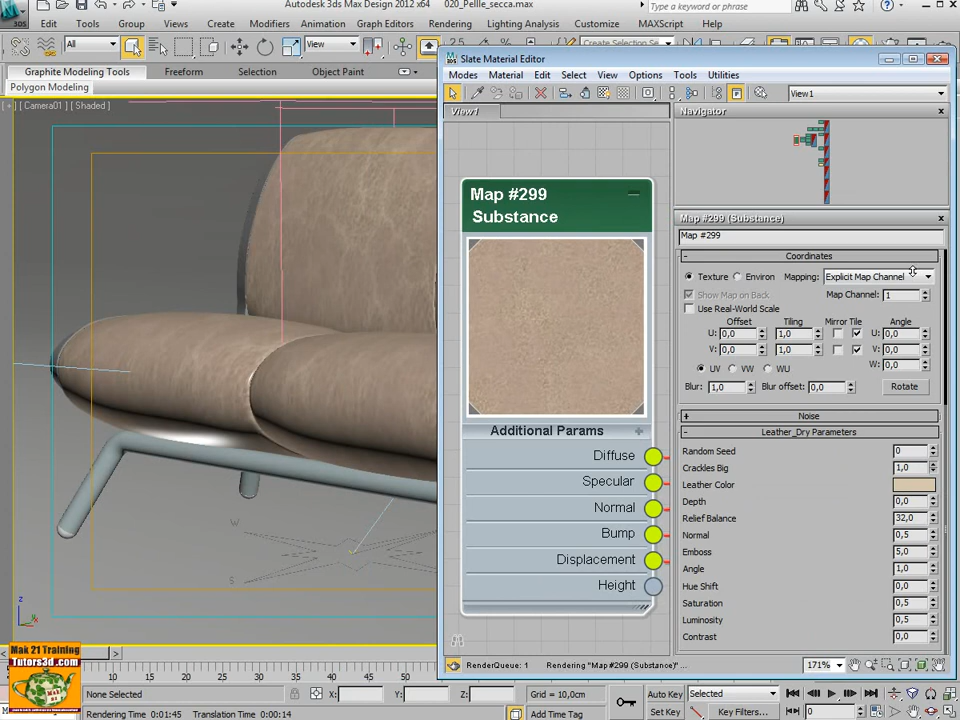 Autodesk 3ds Max Design 2012 x64
020_Pellle_secca.max
Type a keyword or phrase
3DS
Edit Tools Group Views Create Modifiers Animation Graph Editors Rendering Lighting Analysis Customize MAXScript Help
All
View
2.5
Create Selection Se
Graphite Modeling Tools Freeform Selection Object Paint
Polygon Modeling
[ + ] [ Camera01 ] [ Shaded ]
Slate Material Editor
Modes Material Edit Select View Options Tools Utilities
View1
View1
Navigator
Map #299
Substance
Additional Params
Diffuse
Specular
Normal
Bump
Displacement
Height
Map #299 (Substance)
Map #299
Coordinates
Texture Environ Mapping: Explicit Map Channel
Show Map on Back Map Channel: 1
Use Real-World Scale
Offset Tiling Mirror Tile Angle
U: 0,0 1,0 U: 0,0
V: 0,0 1,0 V: 0,0
W: 0,0
UV VW WU
Blur: 1,0 Blur offset: 0,0 Rotate
Noise
Leather_Dry Parameters
Random Seed 0
Crackles Big 1,0
Leather Color
Depth 0,0
Relief Balance 32,0
Normal 0,5
Emboss 5,0
Angle 1,0
Hue Shift 0,0
Saturation 0,5
Luminosity 0,5
Contrast 0,0
RenderQueue: 1 Rendering "Map #299 (Substance)" ...
171%
W
S
z
Mak 21 Training
Tutors3d.com
10 15 20 25 30 35 40 45 50
None Selected X: Y: Z: Grid = 10,0cm Auto Key Selected
Rendering Time 0:01:45 Translation Time 0:00:14 Add Time Tag Set Key Key Filters... 0